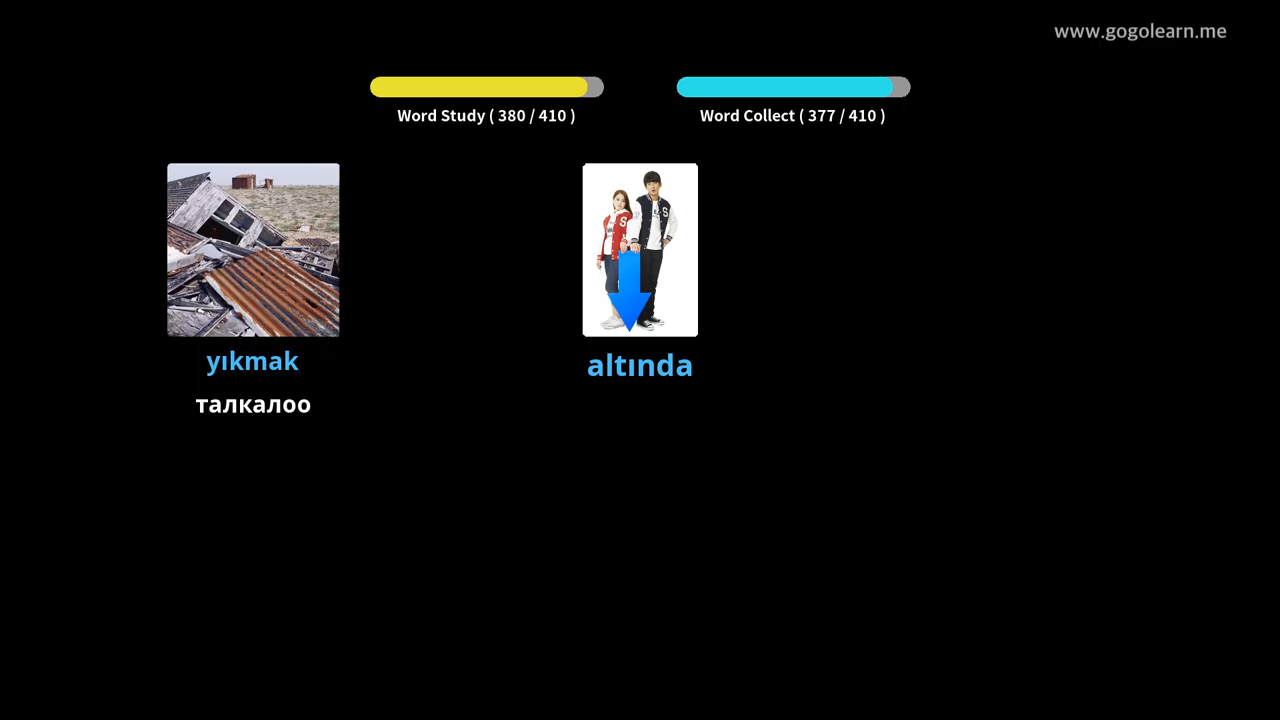 www.gogolearn.me
Word Study ( 380 / 410 )
Word Collect ( 377 / 410 )
yıkmak
талкалоо
altında